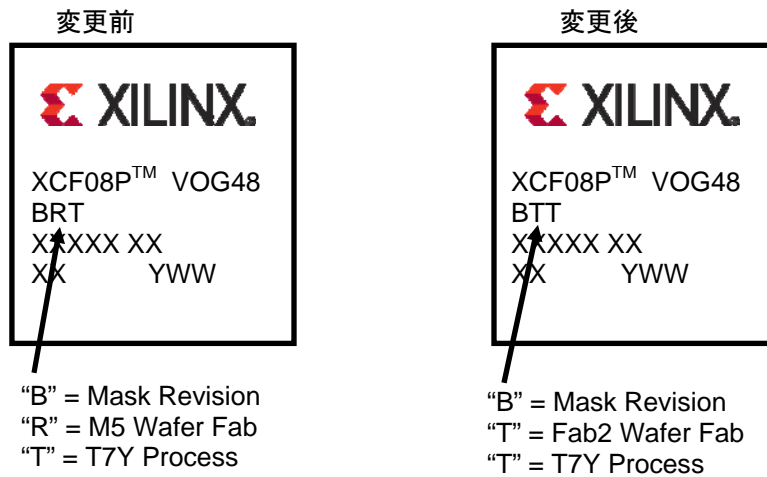 変更前
XILINX
XCF08P™ VOG48
BRT
XXXXX XX
XX YWW
“B” = Mask Revision
“R” = M5 Wafer Fab
“T” = T7Y Process
変更後
XILINX
XCF08P™ VOG48
BTT
XXXXX XX
XX YWW
“B” = Mask Revision
“T” = Fab2 Wafer Fab
“T” = T7Y Process